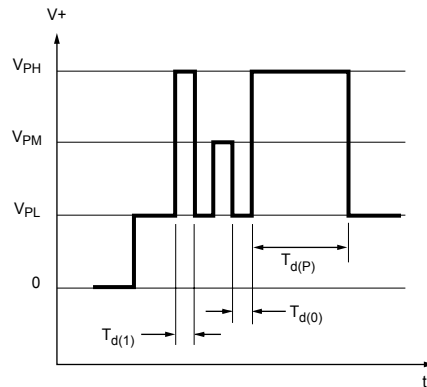 V+
VPH
VPM
VPL
0
Td(P)
Td(0)
Td(1)
t